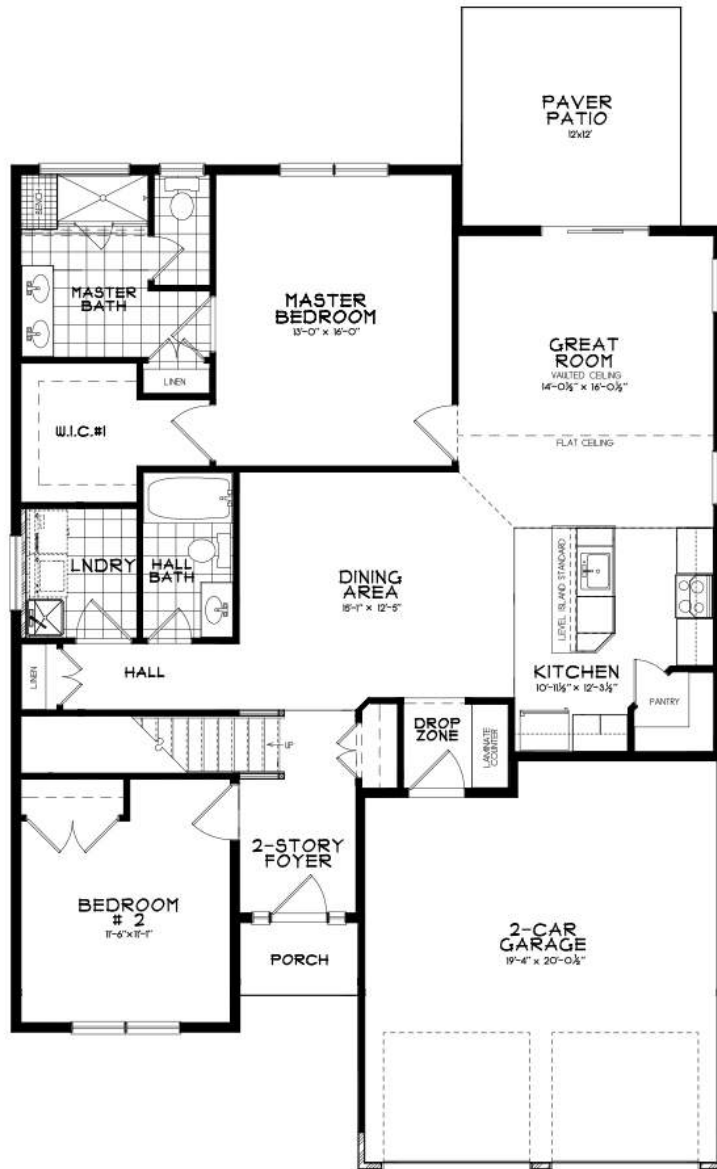 PAVER
PATIO
12'x12'
BENCH
MASTER
BATH
LINEN
MASTER
BEDROOM
13'-0" x 16'-0"
GREAT
ROOM
VAULTED CEILING
14'-0½" x 16'-0½"
FLAT CEILING
W.I.C.#1
LNDRY
HALL
BATH
DINING
AREA
16'-1" x 12'-5"
LEVEL ISLAND STANDARD
KITCHEN
10'-11½" x 12'-3½"
PANTRY
LINEN
HALL
UP
DROP
ZONE
LAMINATE
COUNTER
2-STORY
FOYER
BEDROOM
# 2
11'-6"x11'-1"
PORCH
2-CAR
GARAGE
19'-4" x 20'-0½"